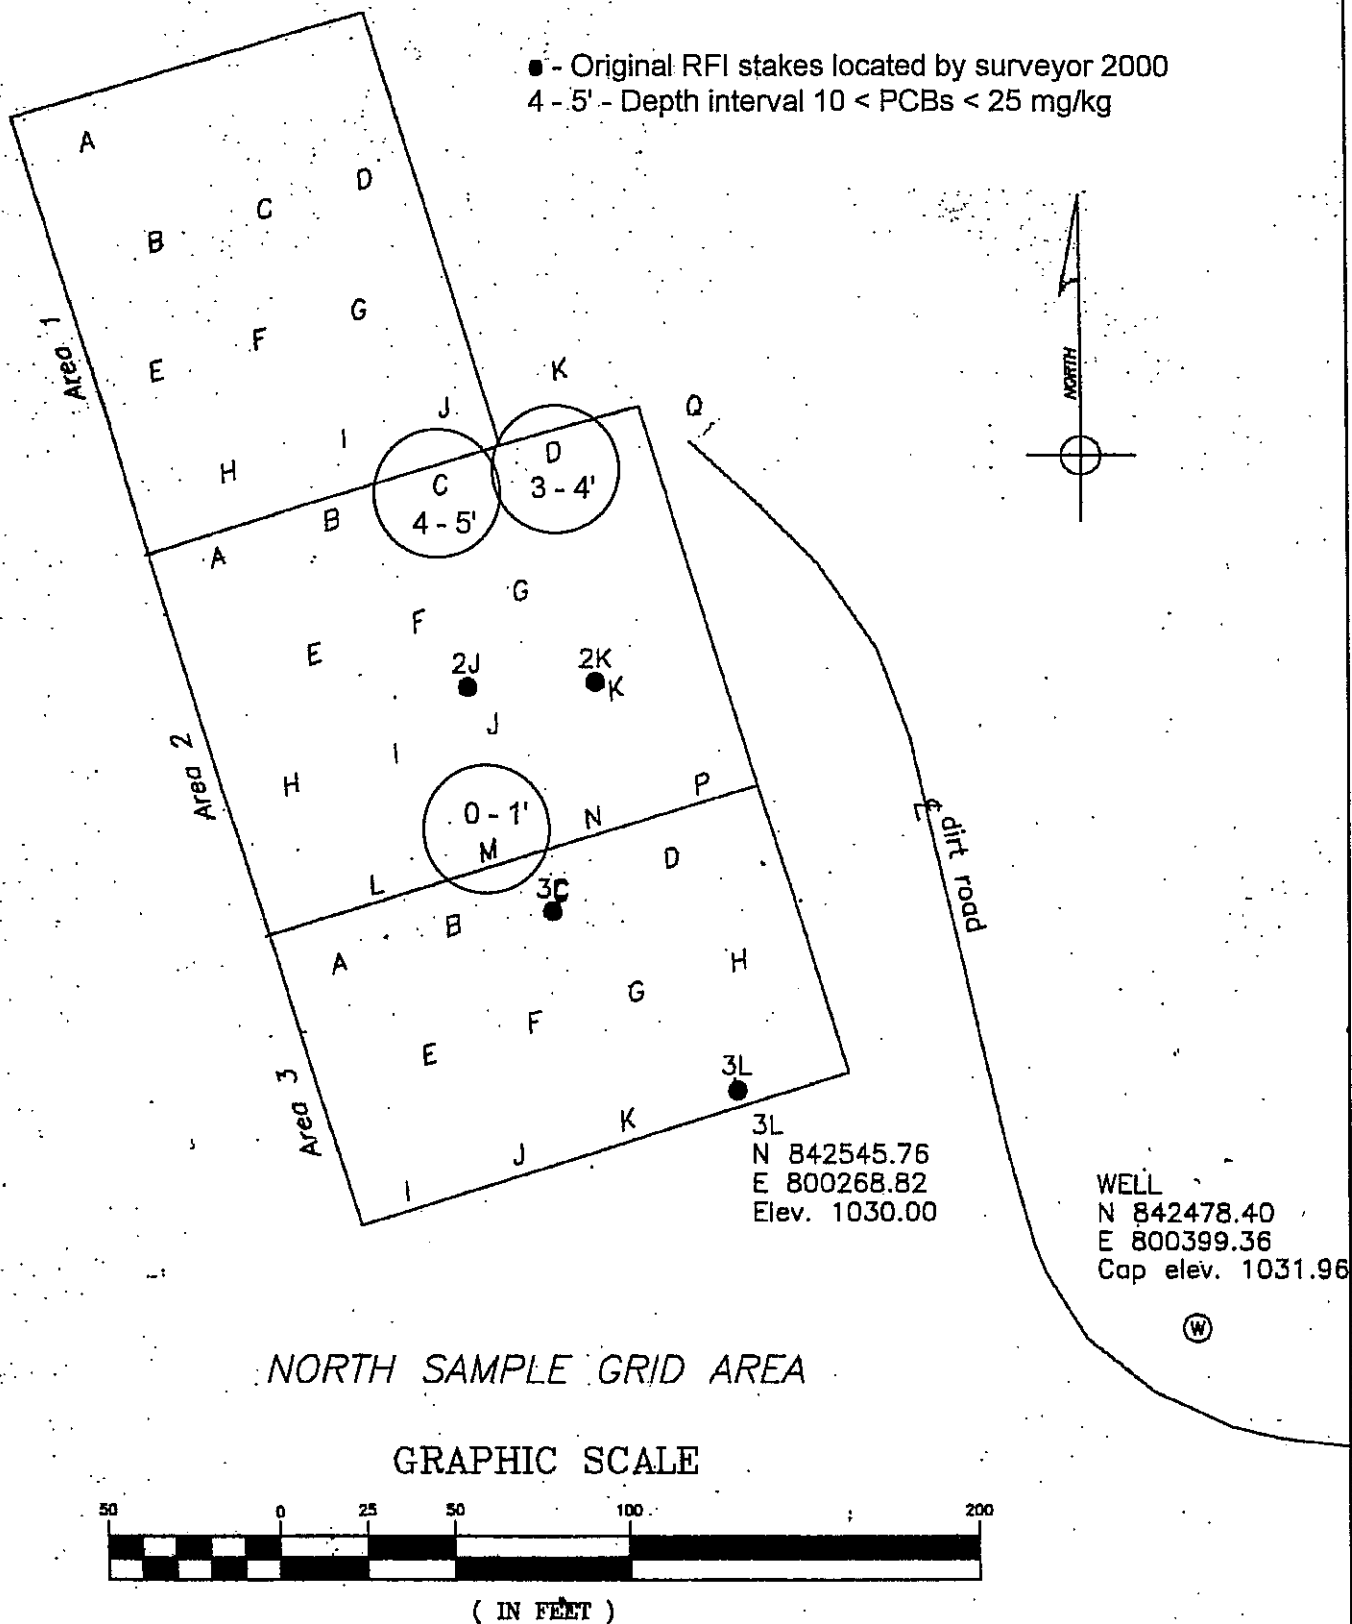 ● - Original RFI stakes located by surveyor 2000
4 - 5' - Depth interval 10 < PCBs < 25 mg/kg
A
D
C
B
G
F
E
Area 1
K
J
Q
I
H
NORTH
D
3 - 4'
C
4 - 5'
B
A
G
F
E
2J
2K
K
J
I
H
Area 2
P
0 - 1'
N
M
L
D
3C
B
A
H
G
F
E
Area 3
℄ dirt road
3L
K
J
I
3L
N 842545.76
E 800268.82
Elev. 1030.00
WELL
N 842478.40
E 800399.36
Cap elev. 1031.96
W
NORTH SAMPLE GRID AREA
GRAPHIC SCALE
50 0 25 50 100 200
( IN FEET )